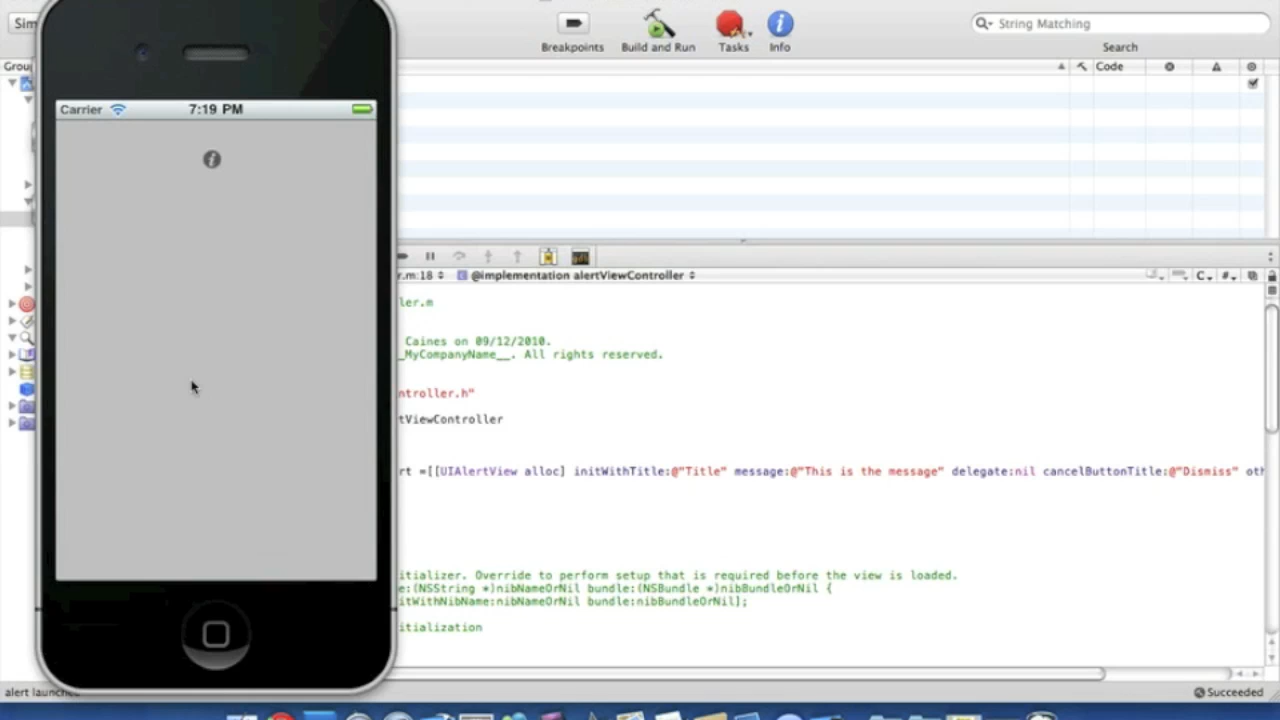 Sim
Breakpoints
Build and Run
Tasks
Info
String Matching
Search
Grou
Code
Carrier
7:19 PM
r.m:18
@implementation alertViewController
C
#
ler.m
Caines on 09/12/2010.
_MyCompanyName__. All rights reserved.
ntroller.h"
tViewController
rt =[[UIAlertView alloc] initWithTitle:@"Title" message:@"This is the message" delegate:nil cancelButtonTitle:@"Dismiss" oth
itializer. Override to perform setup that is required before the view is loaded.
e:(NSString *)nibNameOrNil bundle:(NSBundle *)nibBundleOrNil {
itWithNibName:nibNameOrNil bundle:nibBundleOrNil];
itialization
alert launched
Succeeded